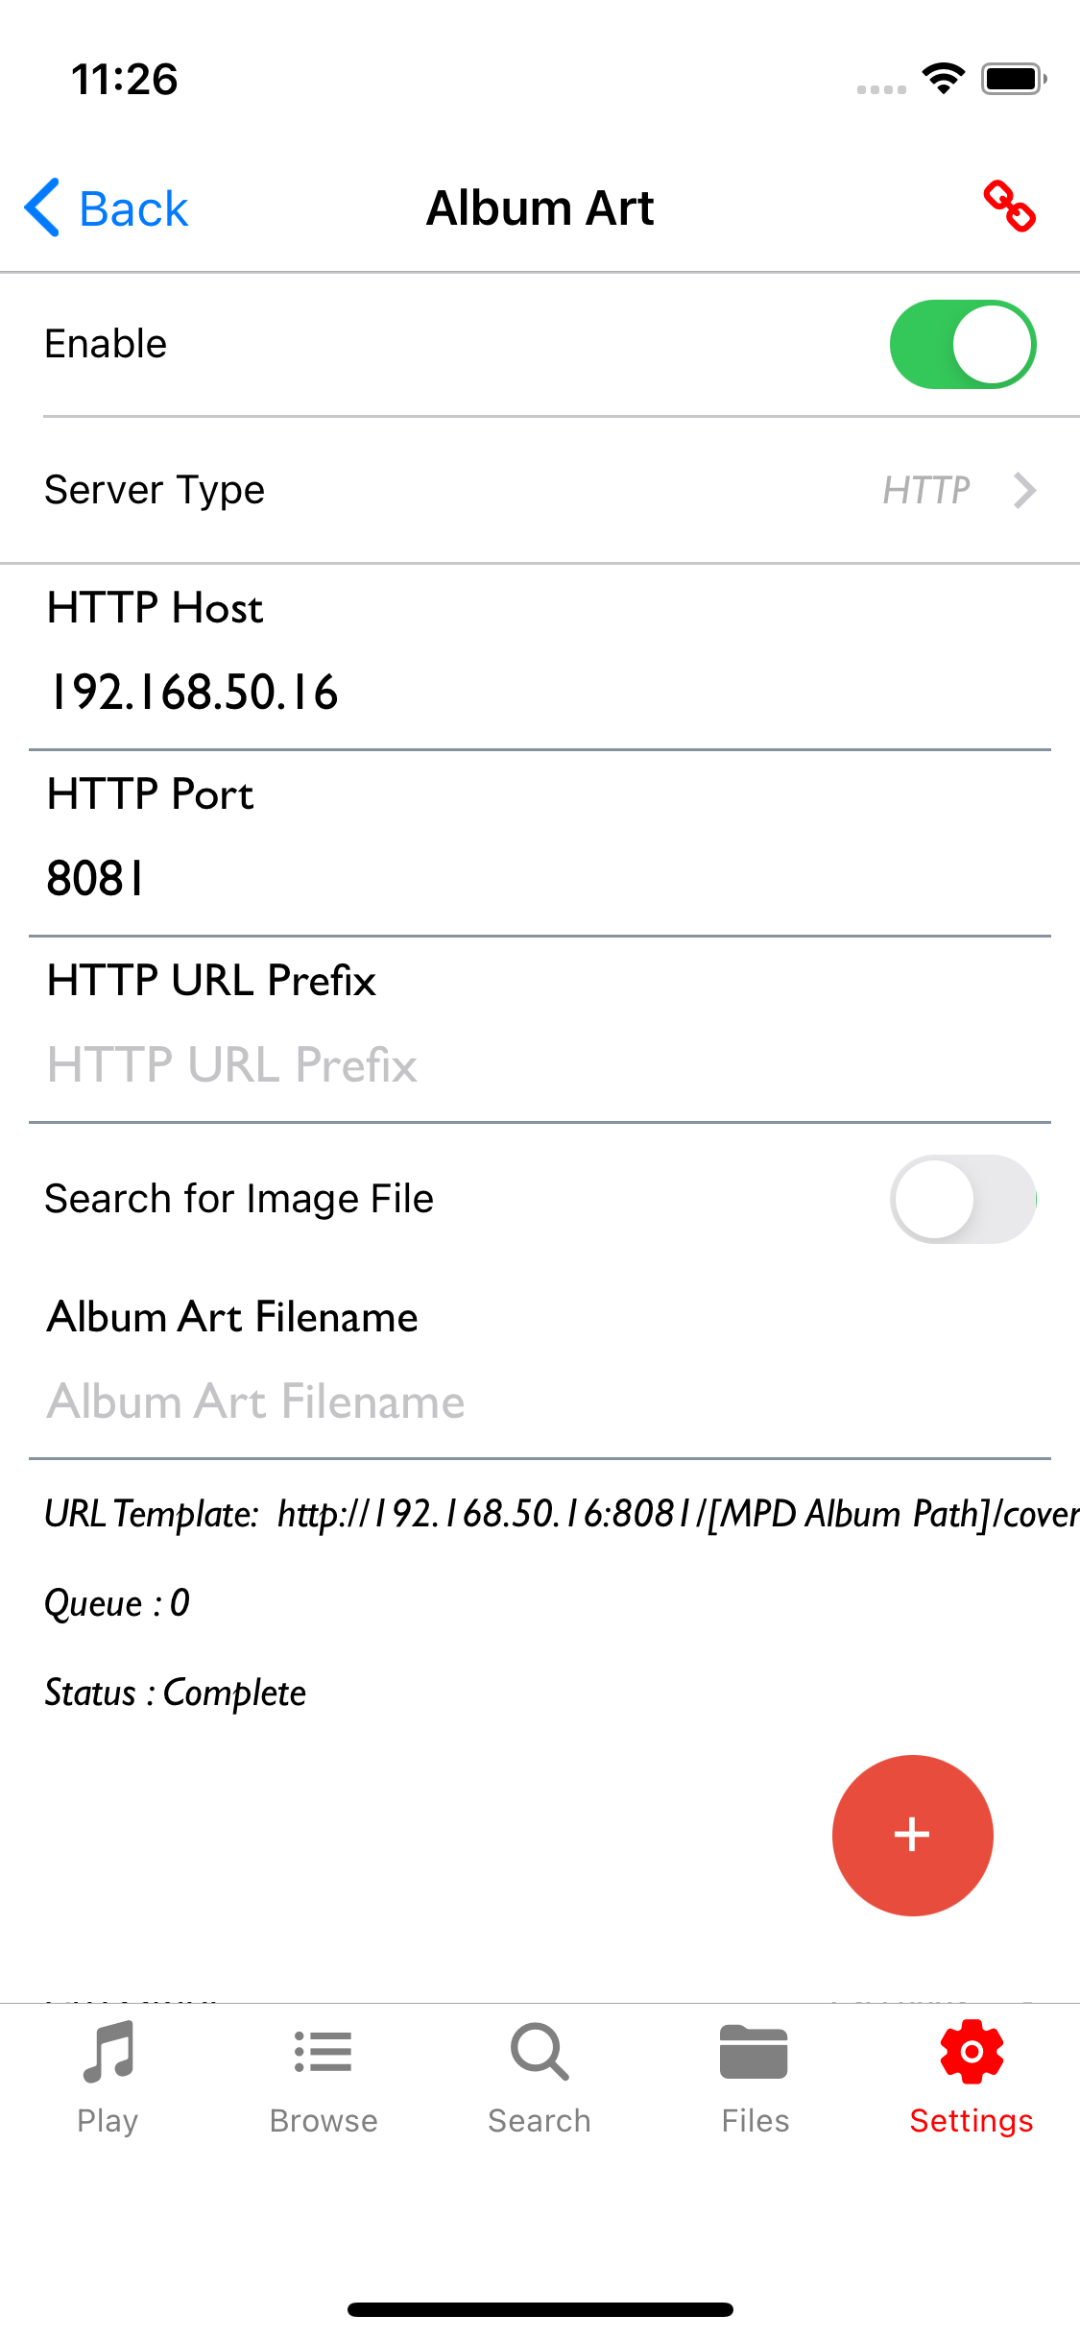 11:26
Back
Album Art
Enable
Server Type
HTTP
HTTP Host
192.168.50.16
HTTP Port
8081
HTTP URL Prefix
HTTP URL Prefix
Search for Image File
Album Art Filename
Album Art Filename
URL Template: http://192.168.50.16:8081/[MPD Album Path]/cover
Queue : 0
Status : Complete
+
Play
Browse
Search
Files
Settings